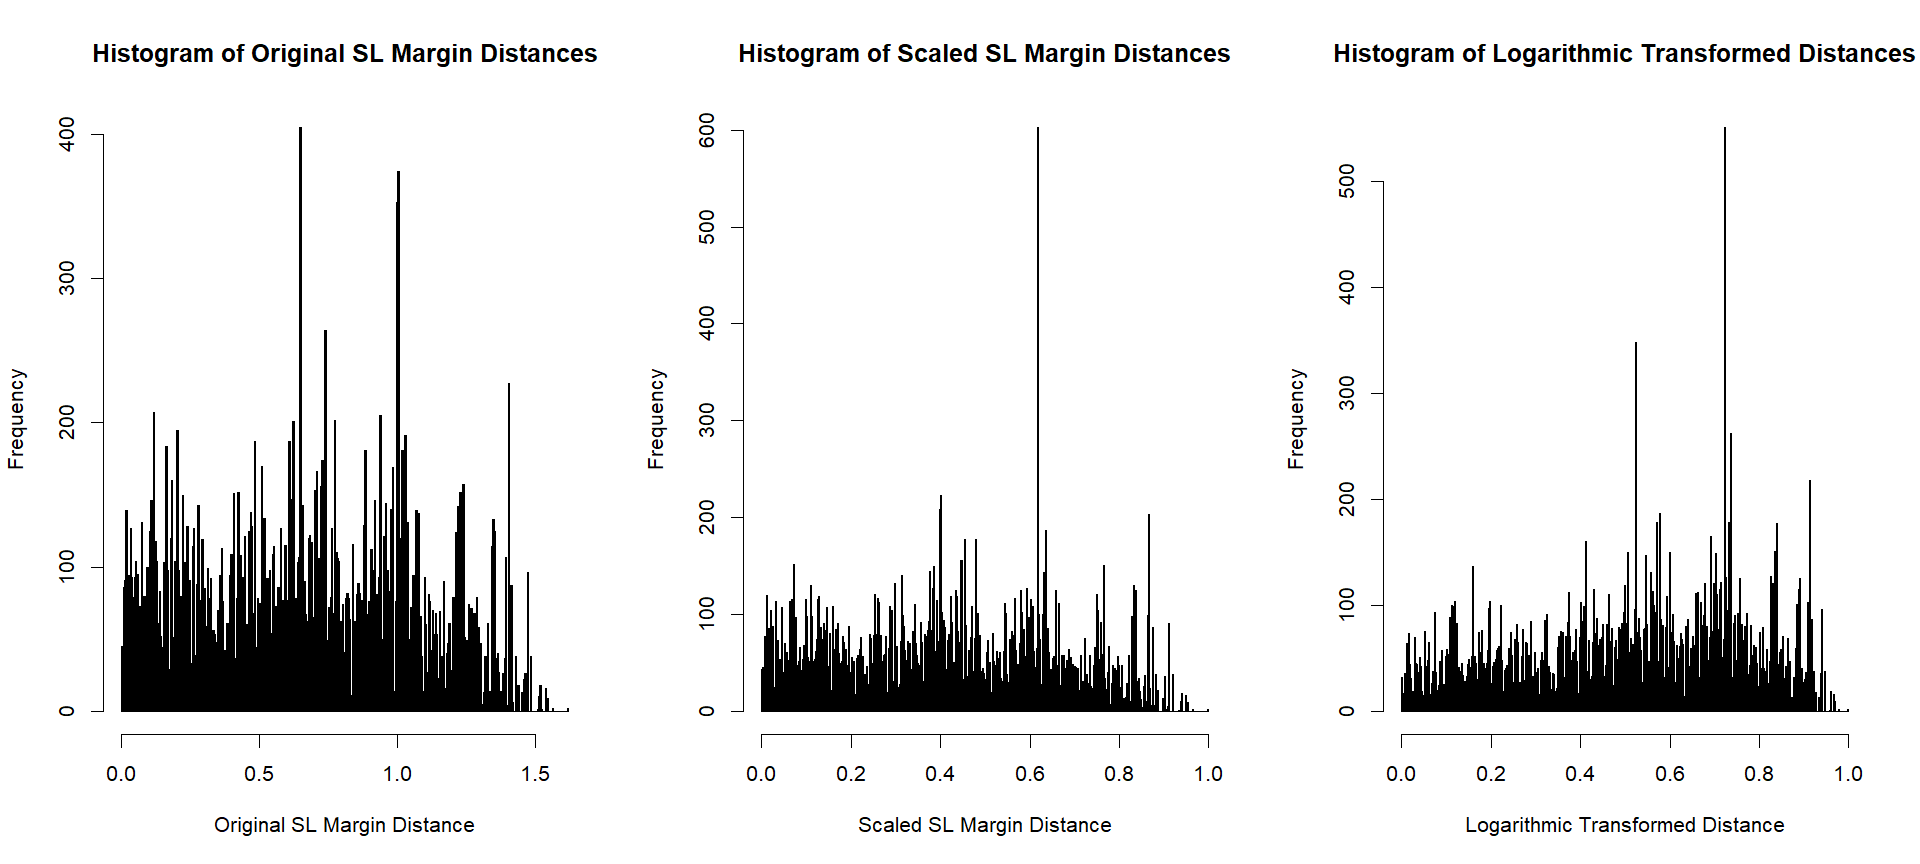 Histogram of Original SL Margin Distances
Frequency
400
300
200
100
0
0.0 0.5 1.0 1.5
Original SL Margin Distance
Histogram of Scaled SL Margin Distances
Frequency
600
500
400
300
200
100
0
0.0 0.2 0.4 0.6 0.8 1.0
Scaled SL Margin Distance
Histogram of Logarithmic Transformed Distances
Frequency
500
400
300
200
100
0
0.0 0.2 0.4 0.6 0.8 1.0
Logarithmic Transformed Distance